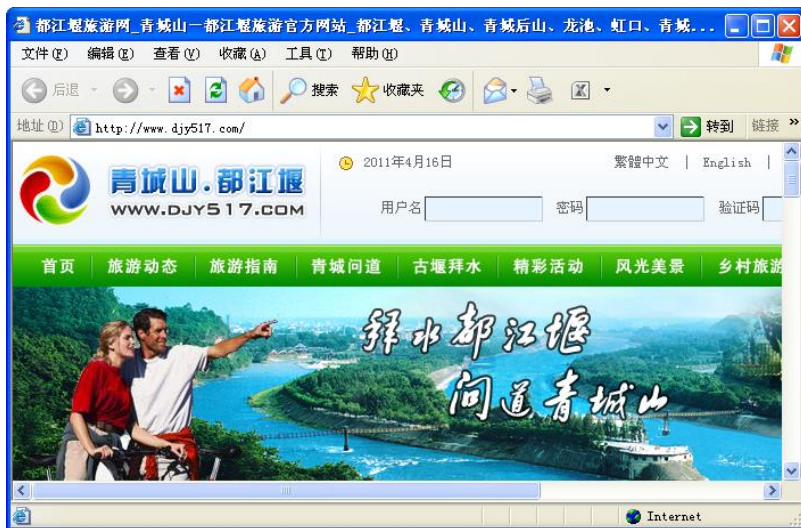 都江堰旅游网_青城山－都江堰旅游官方网站_都江堰、青城山、青城后山、龙池、虹口、青城...
文件(F) 编辑(E) 查看(V) 收藏(A) 工具(T) 帮助(H)
后退 搜索 收藏夹
地址(D) http://www.djy517.com/ 转到 链接 »
2011年4月16日 繁體中文 | English |
青城山.都江堰
WWW.DJY517.COM
用户名 密码 验证码
首页 旅游动态 旅游指南 青城问道 古堰拜水 精彩活动 风光美景 乡村旅游
拜水都江堰
问道青城山
Internet